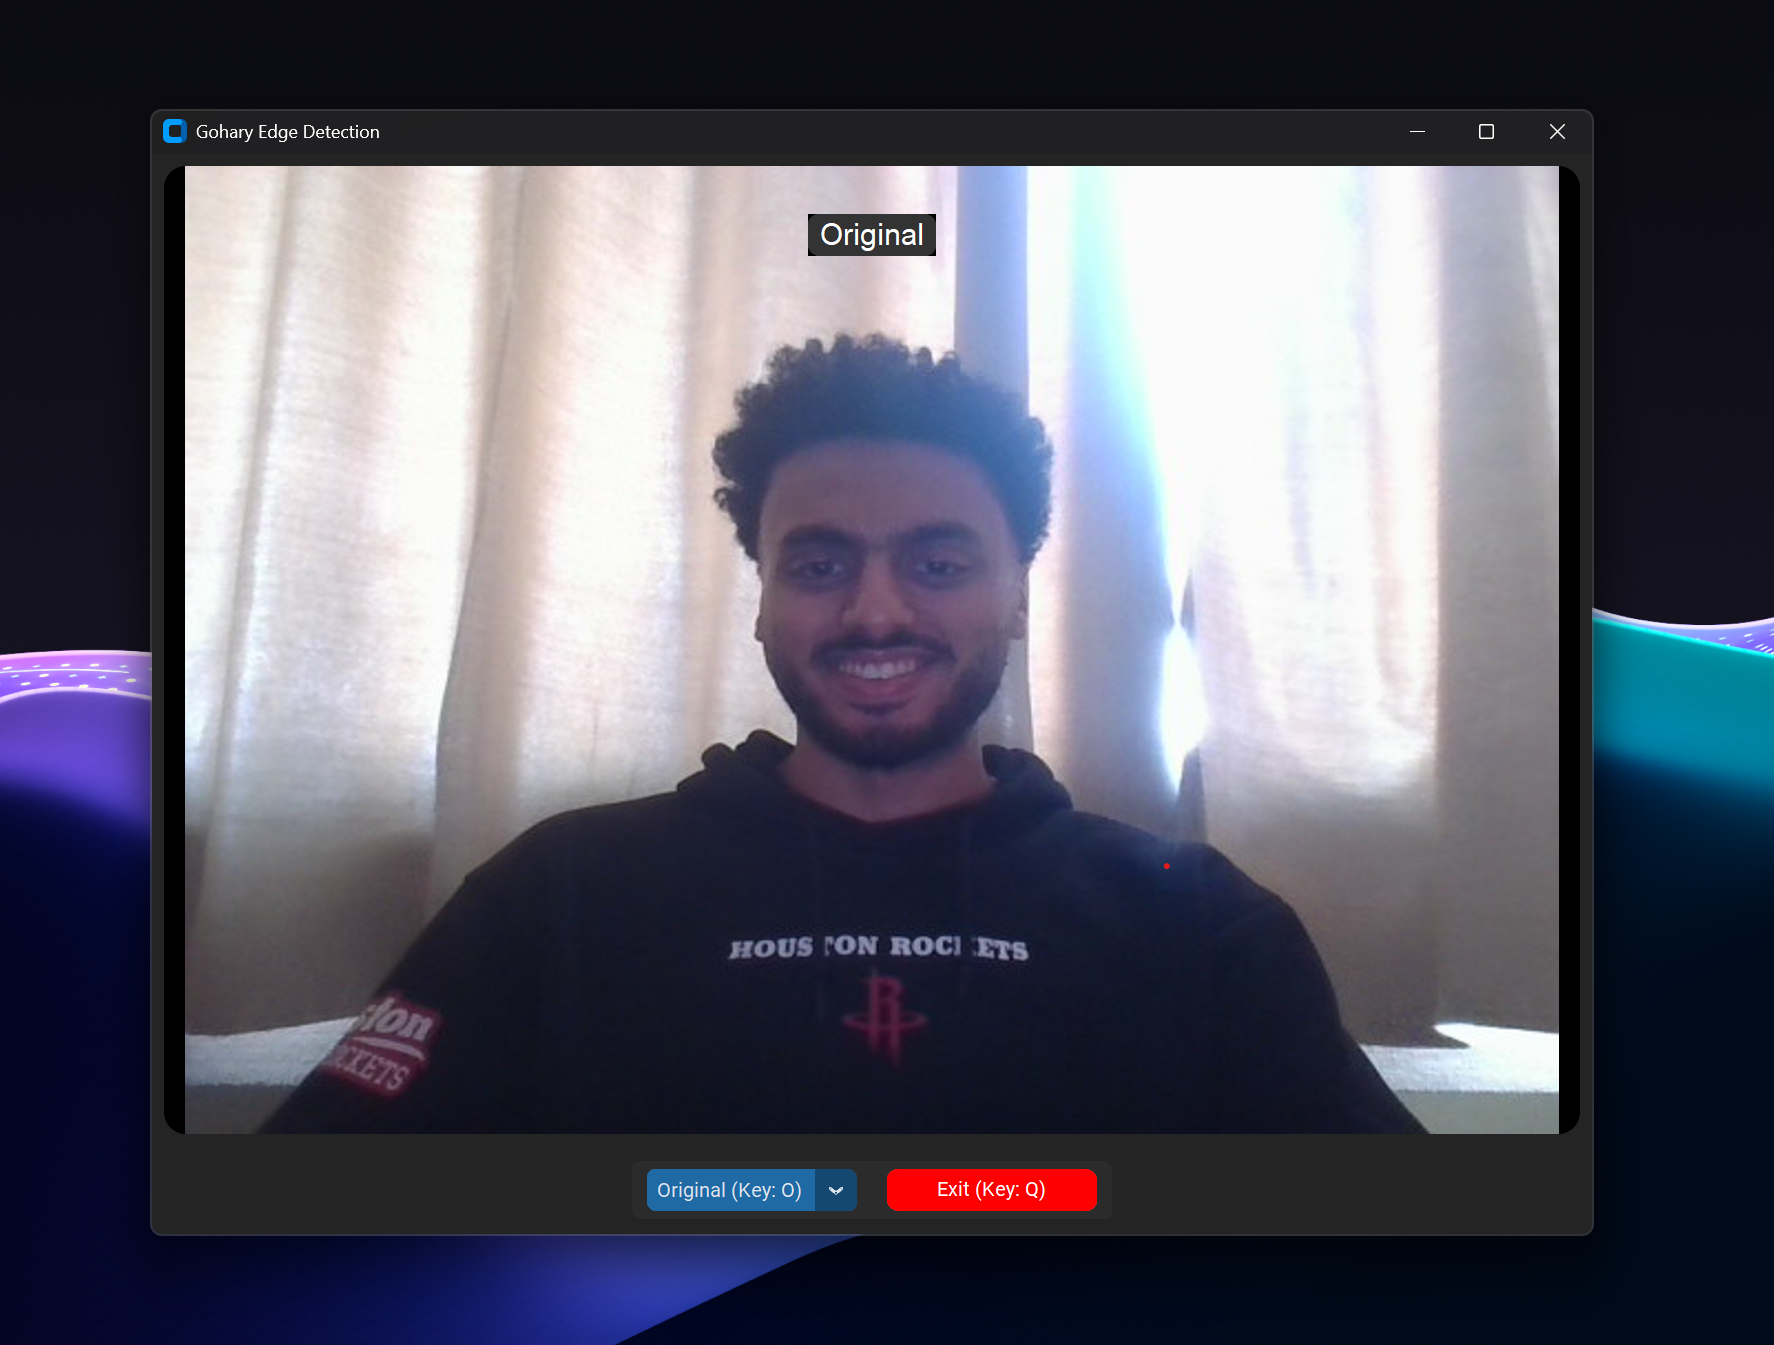 Gohary Edge Detection
Original
HOUS TON ROCKETS
ston
ROCKETS
R
Original (Key: O)
Exit (Key: Q)